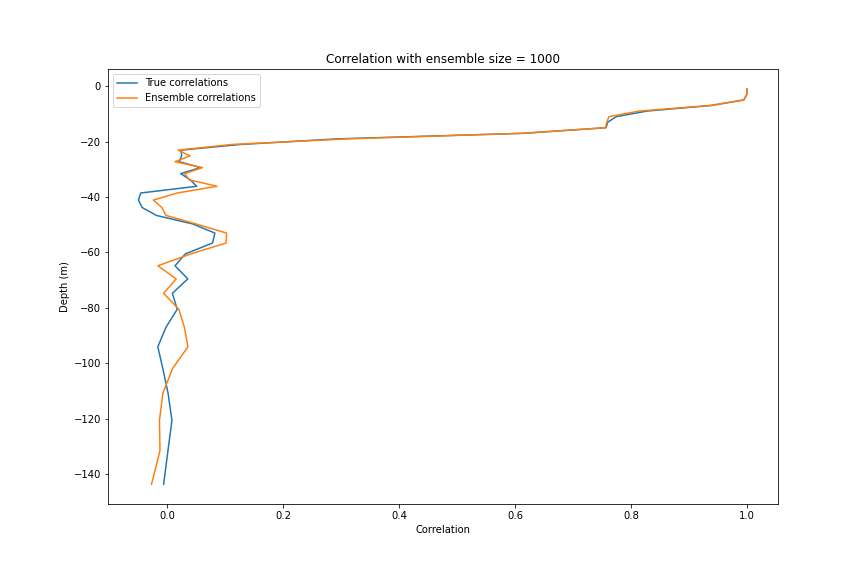 Correlation with ensemble size = 1000
True correlations
Ensemble correlations
0
−20
−40
−60
−80
−100
−120
−140
Depth (m)
0.0 0.2 0.4 0.6 0.8 1.0
Correlation